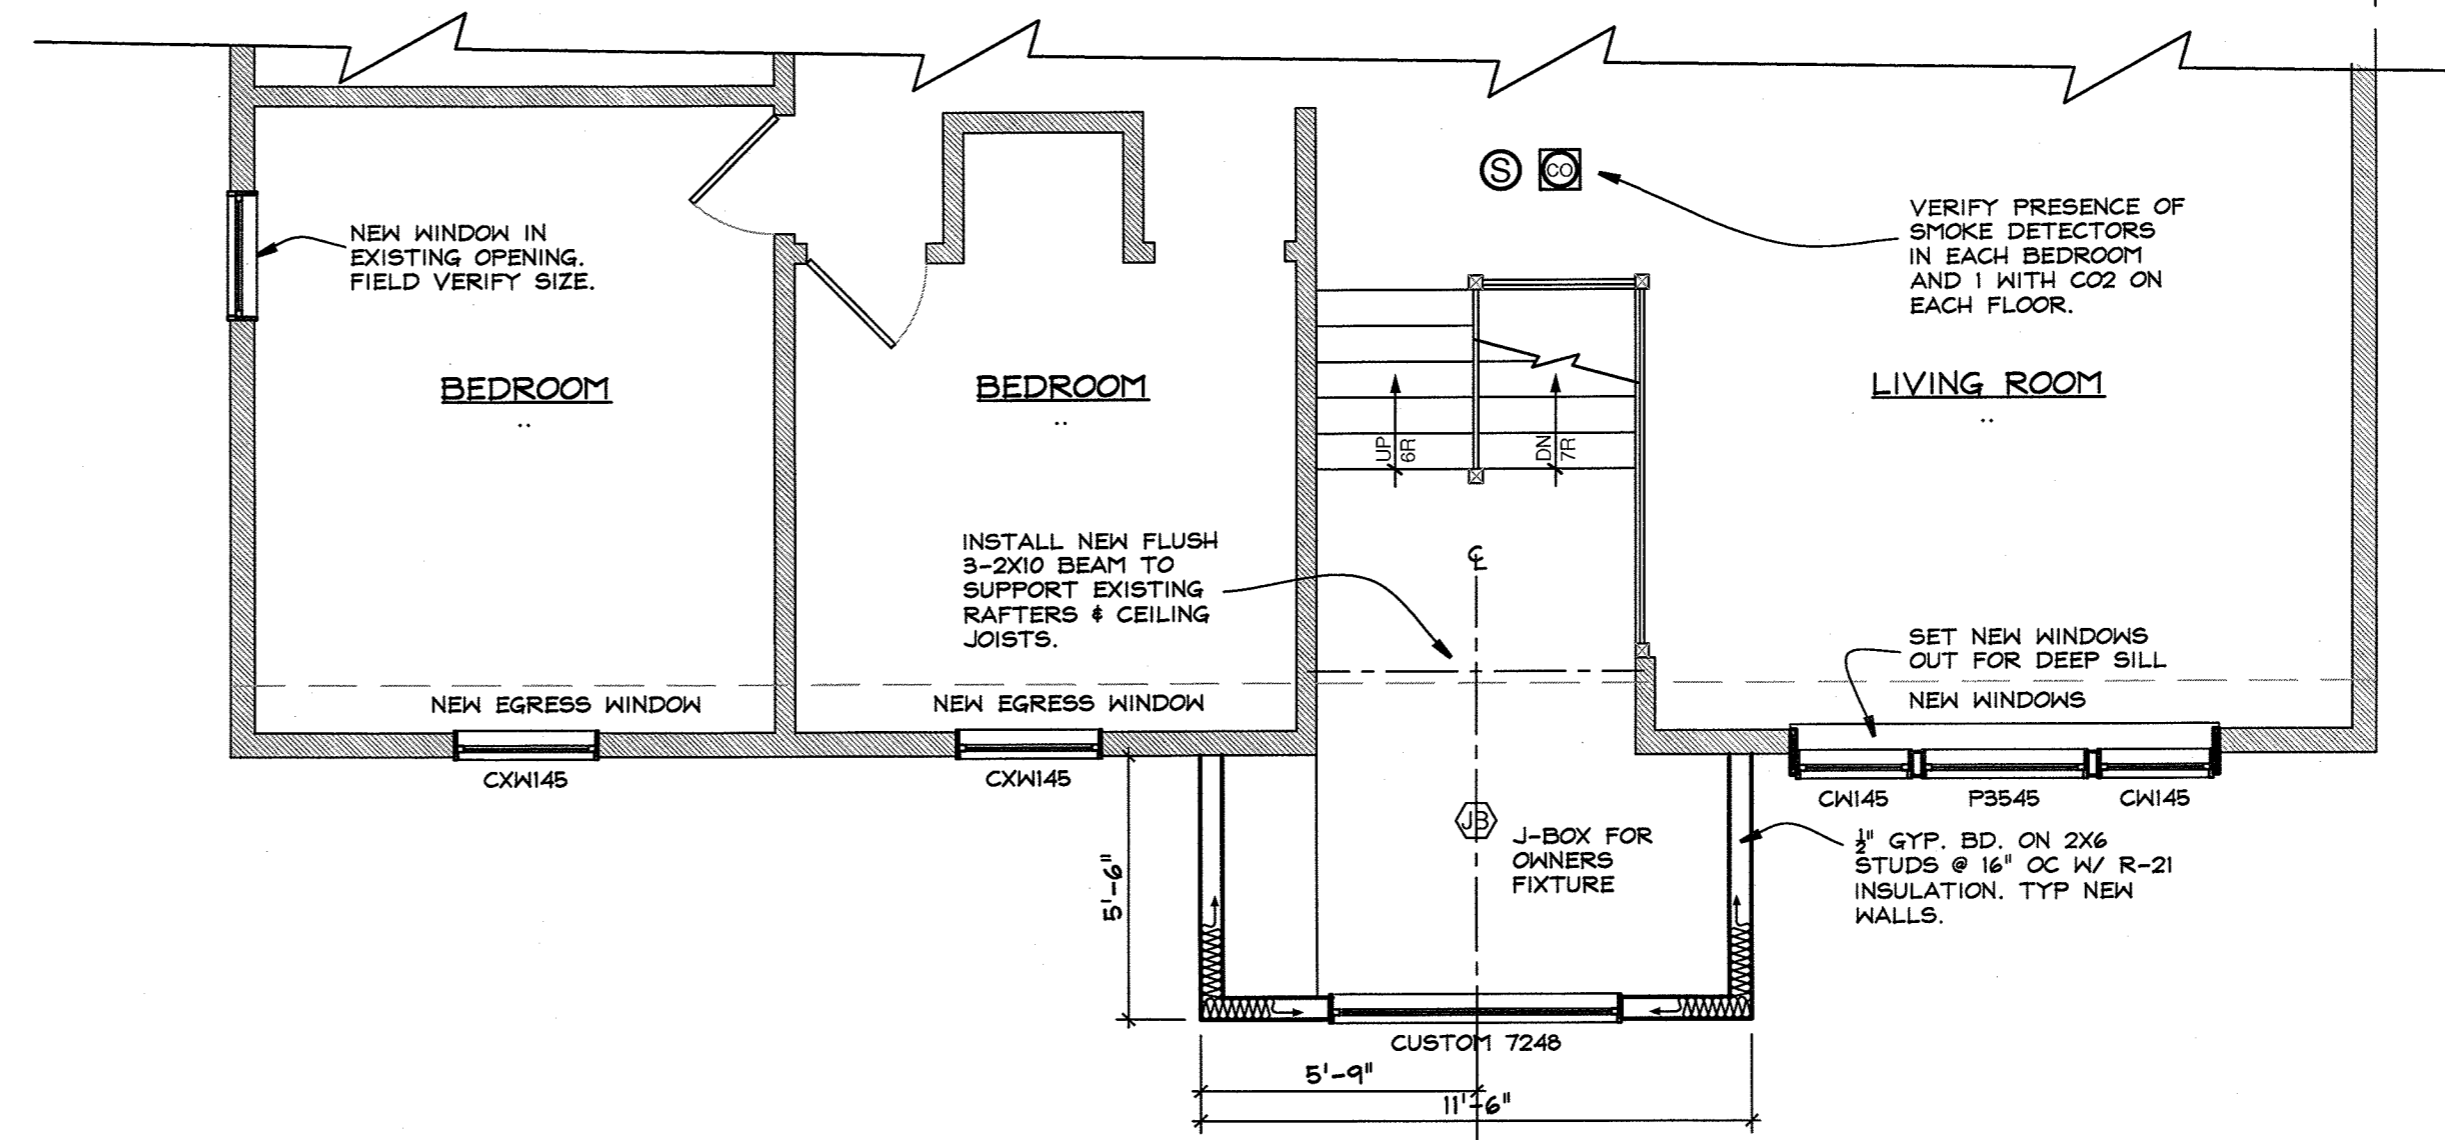 S
CO
VERIFY PRESENCE OF
SMOKE DETECTORS
IN EACH BEDROOM
AND 1 WITH CO2 ON
EACH FLOOR.
NEW WINDOW IN
EXISTING OPENING.
FIELD VERIFY SIZE.
BEDROOM
BEDROOM
LIVING ROOM
UP
6R
DN
7R
INSTALL NEW FLUSH
3-2X10 BEAM TO
SUPPORT EXISTING
RAFTERS & CEILING
JOISTS.
℄
SET NEW WINDOWS
OUT FOR DEEP SILL
NEW EGRESS WINDOW
NEW EGRESS WINDOW
NEW WINDOWS
CXW145
CXW145
CW145
P3545
CW145
JB
J-BOX FOR
OWNERS
FIXTURE
½" GYP. BD. ON 2X6
STUDS @ 16" OC W/ R-21
INSULATION. TYP NEW
WALLS.
5'-6"
CUSTOM 7248
5'-9"
11'-6"